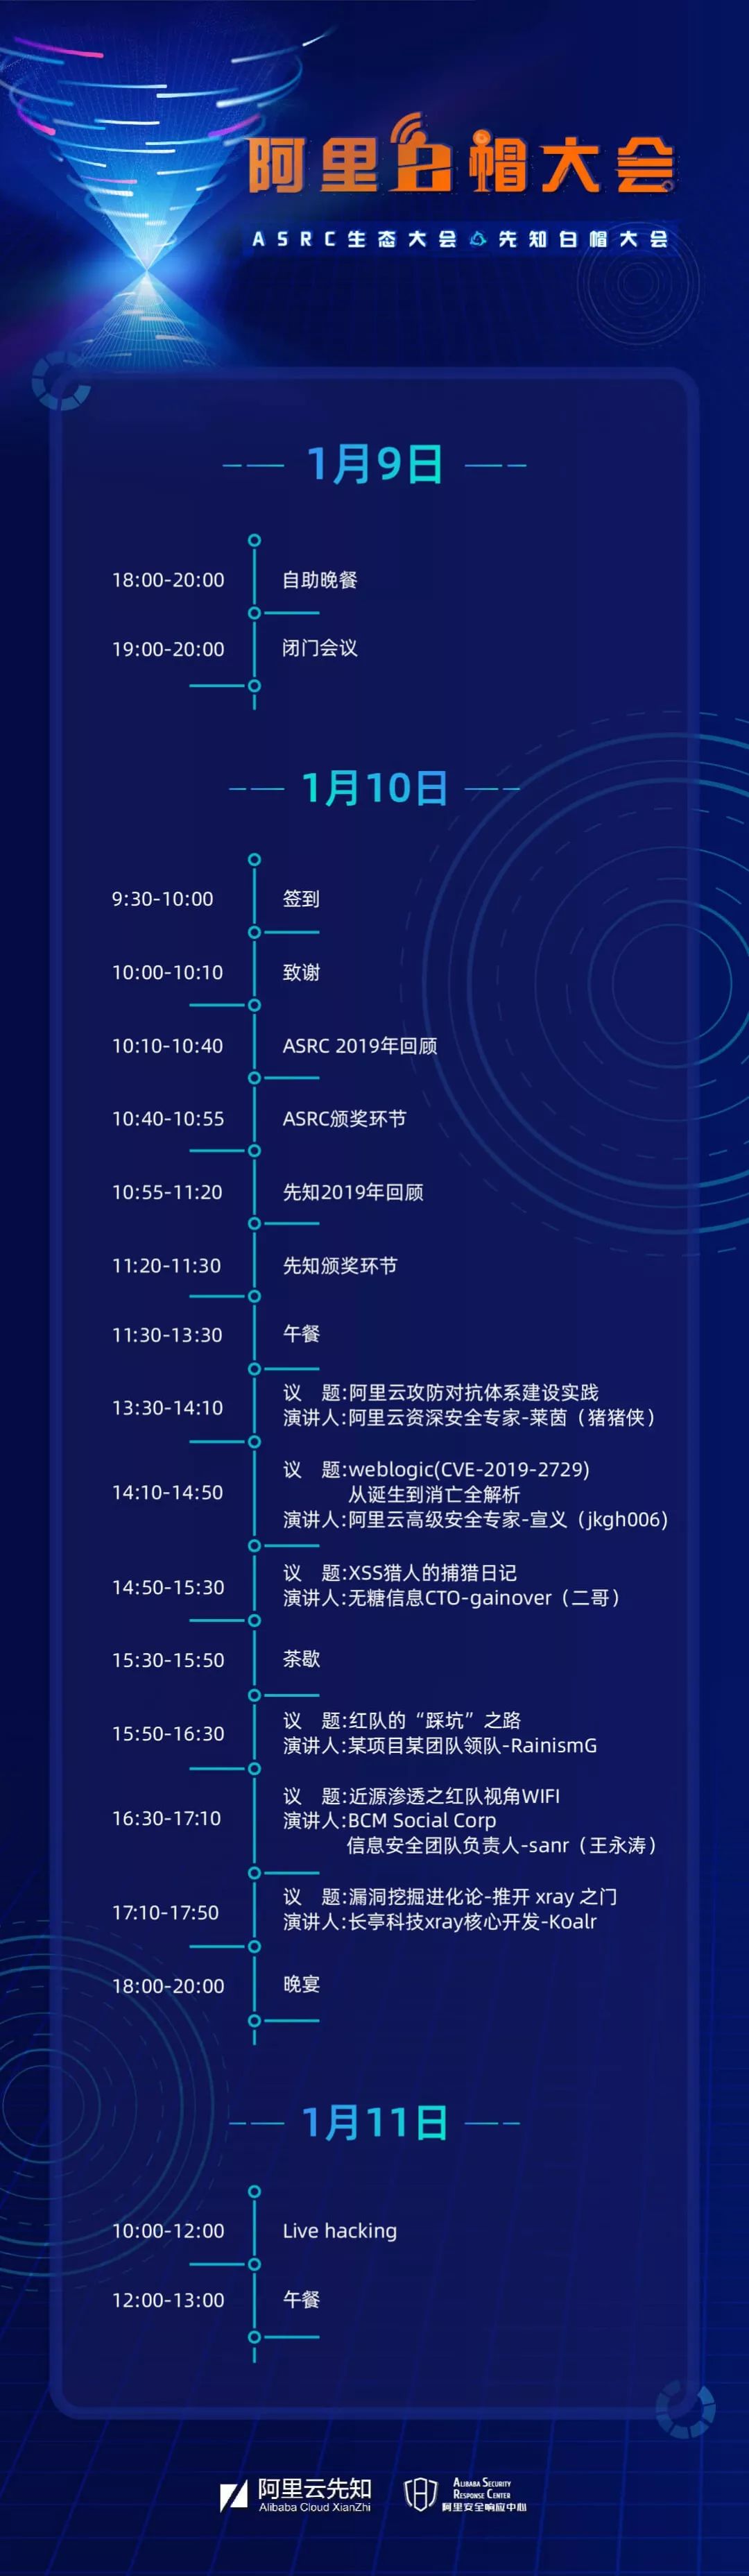 阿里白帽大会
ASRC生态大会 先知白帽大会
1月9日
18:00-20:00 自助晚餐
19:00-20:00 闭门会议
1月10日
9:30-10:00 签到
10:00-10:10 致谢
10:10-10:40 ASRC 2019年回顾
10:40-10:55 ASRC颁奖环节
10:55-11:20 先知2019年回顾
11:20-11:30 先知颁奖环节
11:30-13:30 午餐
13:30-14:10 议 题:阿里云攻防对抗体系建设实践
演讲人:阿里云资深安全专家-莱茵（猪猪侠）
14:10-14:50 议 题:weblogic(CVE-2019-2729)
从诞生到消亡全解析
演讲人:阿里云高级安全专家-宣义（jkgh006）
14:50-15:30 议 题:XSS猎人的捕猎日记
演讲人:无糖信息CTO-gainover（二哥）
15:30-15:50 茶歇
15:50-16:30 议 题:红队的“踩坑”之路
演讲人:某项目某团队领队-RainismG
16:30-17:10 议 题:近源渗透之红队视角WIFI
演讲人:BCM Social Corp
信息安全团队负责人-sanr（王永涛）
17:10-17:50 议 题:漏洞挖掘进化论-推开 xray 之门
演讲人:长亭科技xray核心开发-Koalr
18:00-20:00 晚宴
1月11日
10:00-12:00 Live hacking
12:00-13:00 午餐
阿里云先知
Alibaba Cloud XianZhi
ALIBABA SECURITY
RESPONSE CENTER
阿里安全响应中心